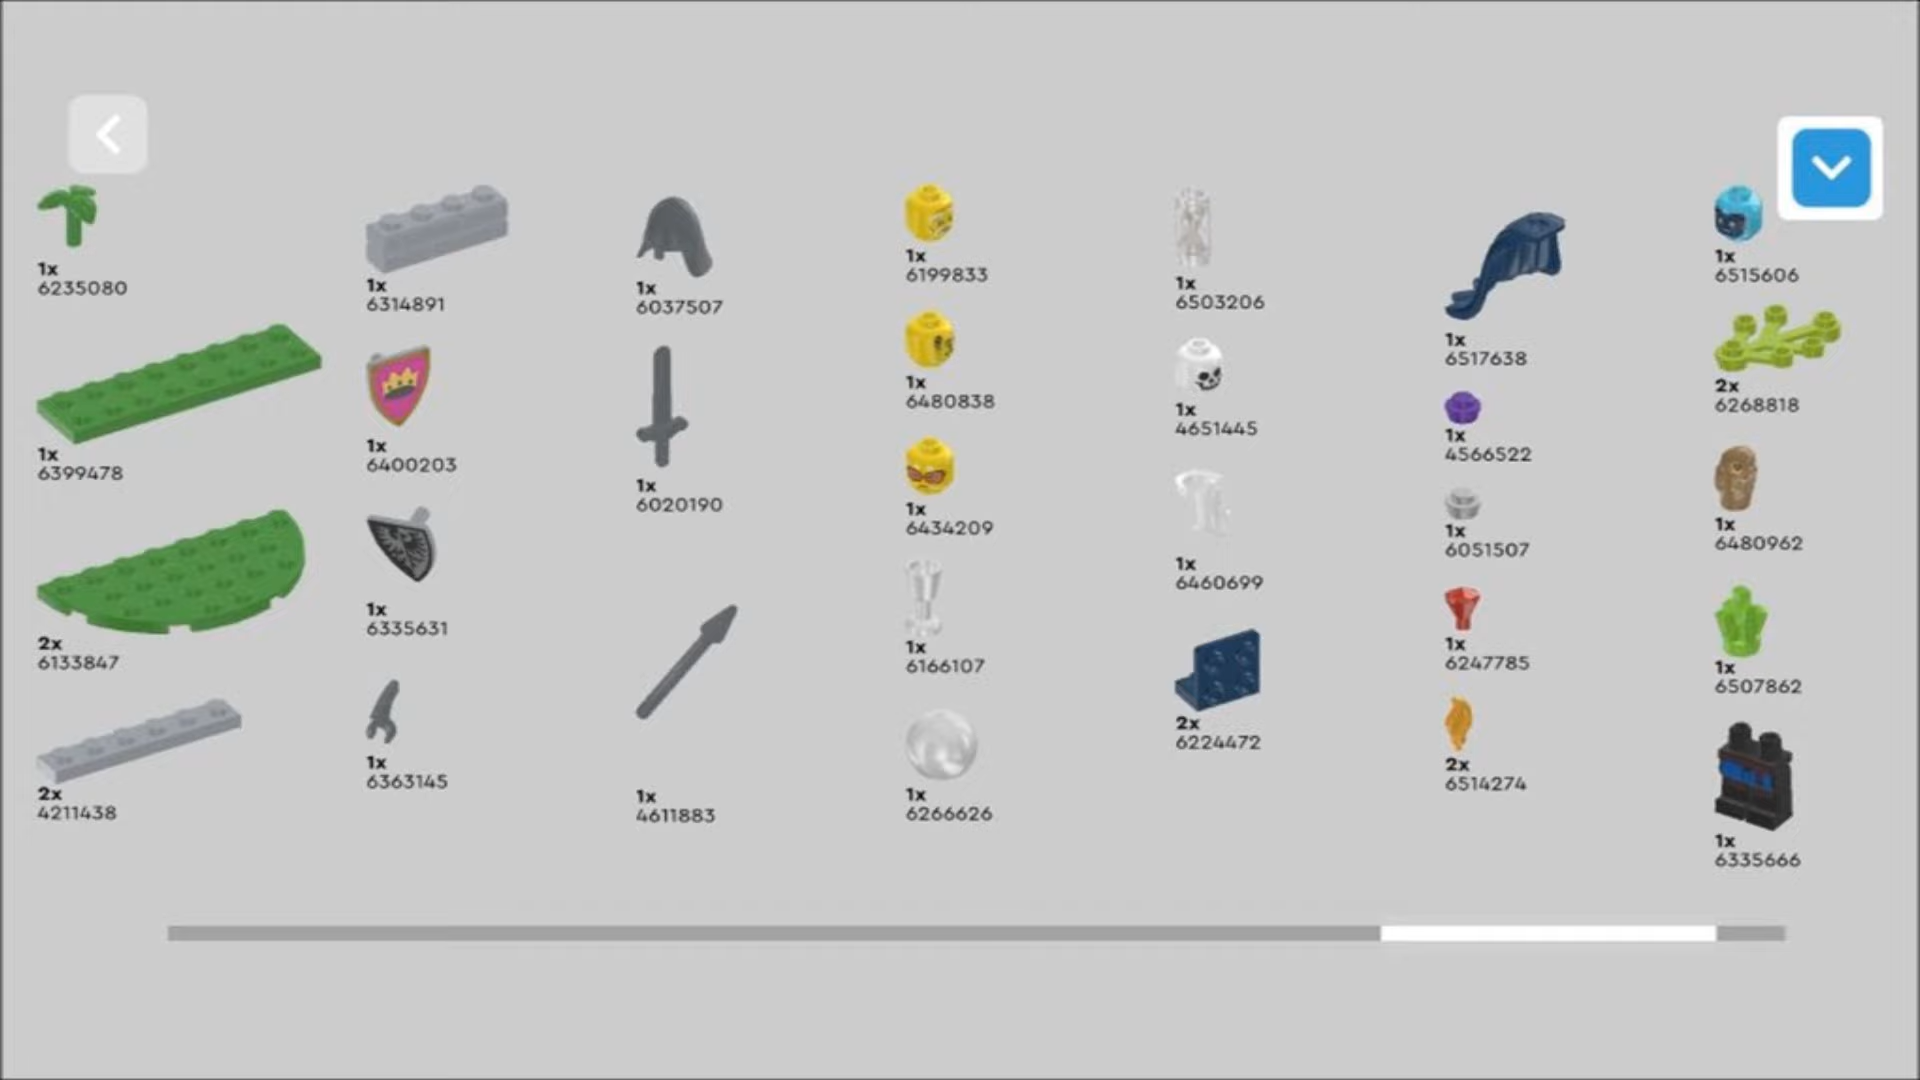 1x
6235080
1x
6399478
2x
6133847
2x
4211438
1x
6314891
1x
6400203
1x
6335631
1x
6363145
1x
6037507
1x
6020190
1x
4611883
1x
6199833
1x
6480838
1x
6434209
1x
6166107
1x
6266626
1x
6503206
1x
4651445
1x
6460699
2x
6224472
1x
6517638
1x
4566522
1x
6051507
1x
6247785
2x
6514274
1x
6515606
2x
6268818
1x
6480962
1x
6507862
1x
6335666